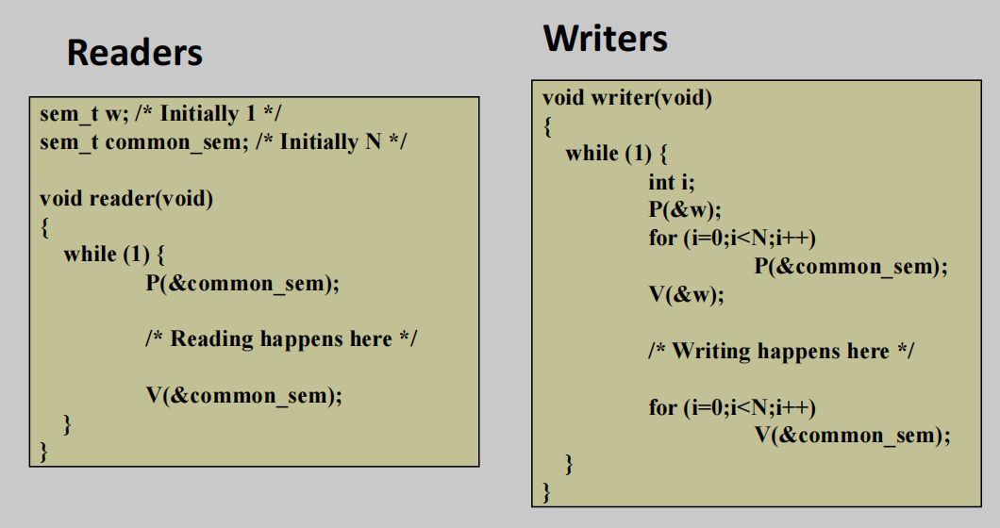 Readers
sem_t w; /* Initially 1 */
sem_t common_sem; /* Initially N */
void reader(void)
{
while (1) {
P(&common_sem);
/* Reading happens here */
V(&common_sem);
}
}
Writers
void writer(void)
{
while (1) {
int i;
P(&w);
for (i=0;i<N;i++)
P(&common_sem);
V(&w);
/* Writing happens here */
for (i=0;i<N;i++)
V(&common_sem);
}
}